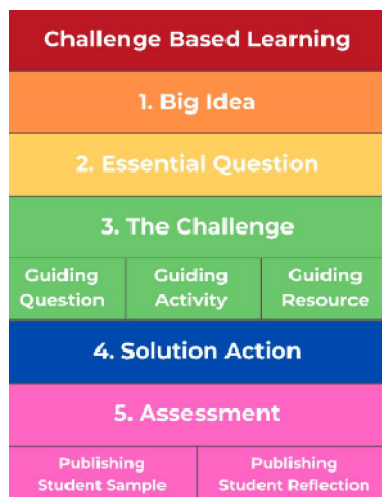 Challenge Based Learning
1. Big Idea
2. Essential Question
3. The Challenge
Guiding
Question
Guiding
Activity
Guiding
Resource
4. Solution Action
5. Assessment
Publishing
Student Sample
Publishing
Student Reflection